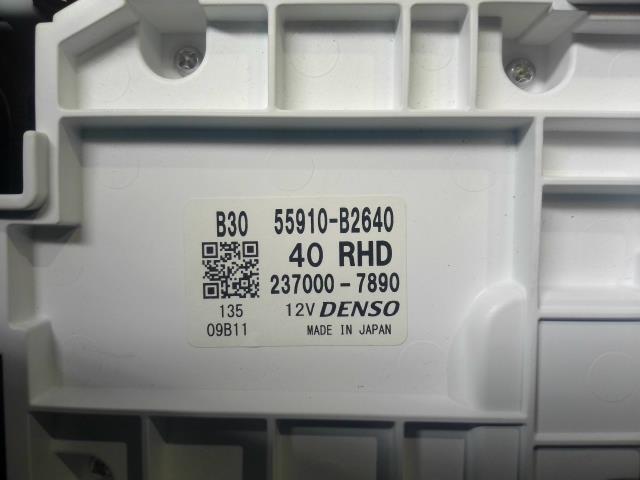 B30 55910-B2640
40 RHD
237000-7890
135 12V DENSO
09B11 MADE IN JAPAN